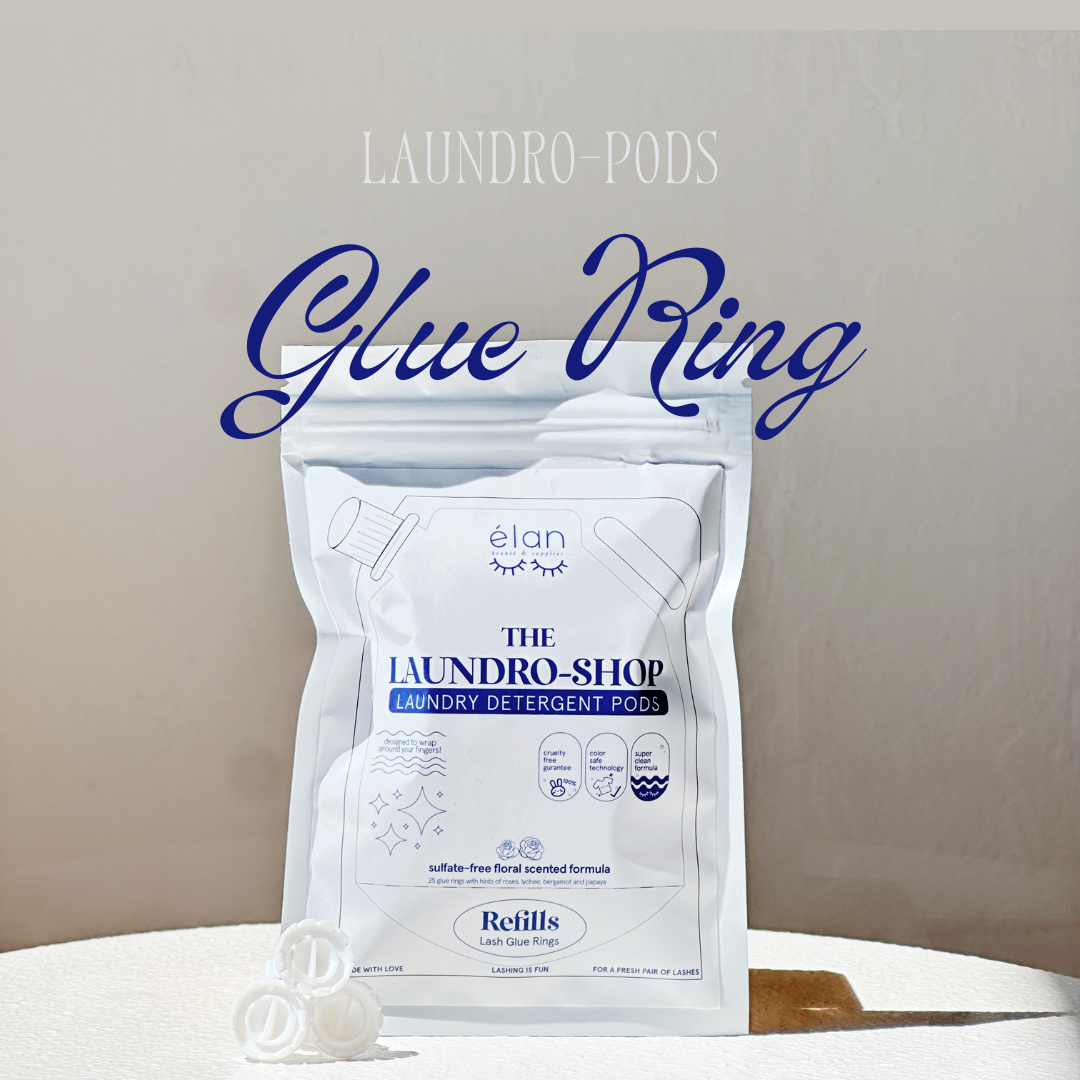 LAUNDRO-PODS
Glue Ring
élan
beauté & supplies
THE
LAUNDRO-SHOP
LAUNDRY DETERGENT PODS
designed to wrap
around your fingers!
cruelty
free
gurantee
100%
color
safe
technology
super
clean
formula
sulfate-free floral scented formula
25 glue rings with hints of roses, lychee, bergamot and papaya
Refills
Lash Glue Rings
DE WITH LOVE
LASHING IS FUN
FOR A FRESH PAIR OF LASHES